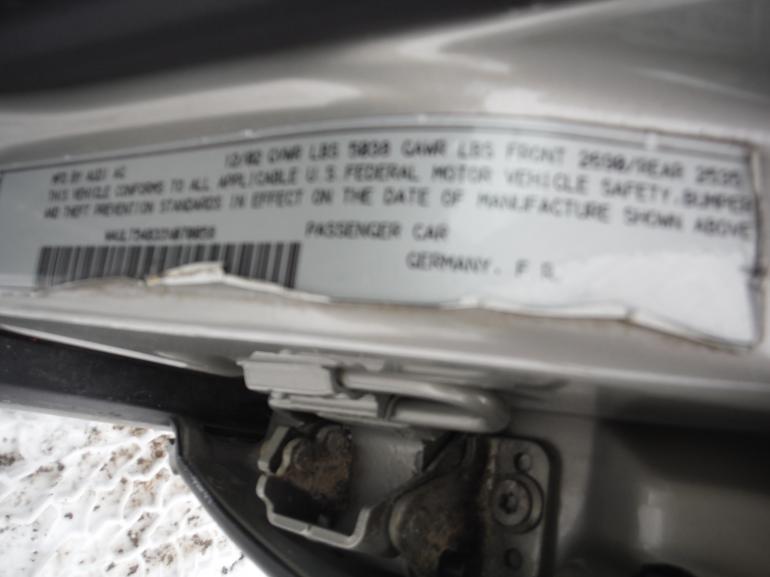 MFD BY AUDI AG 12/02 GVWR LBS 5038 GAWR LBS FRONT 2690/REAR 2535
THIS VEHICLE CONFORMS TO ALL APPLICABLE U.S.FEDERAL MOTOR VEHICLE SAFETY.BUMPER
AND THEFT PREVENTION STANDARDS IN EFFECT ON THE DATE OF MANUFACTURE SHOWN ABOVE
PASSENGER CAR
GERMANY. F S.